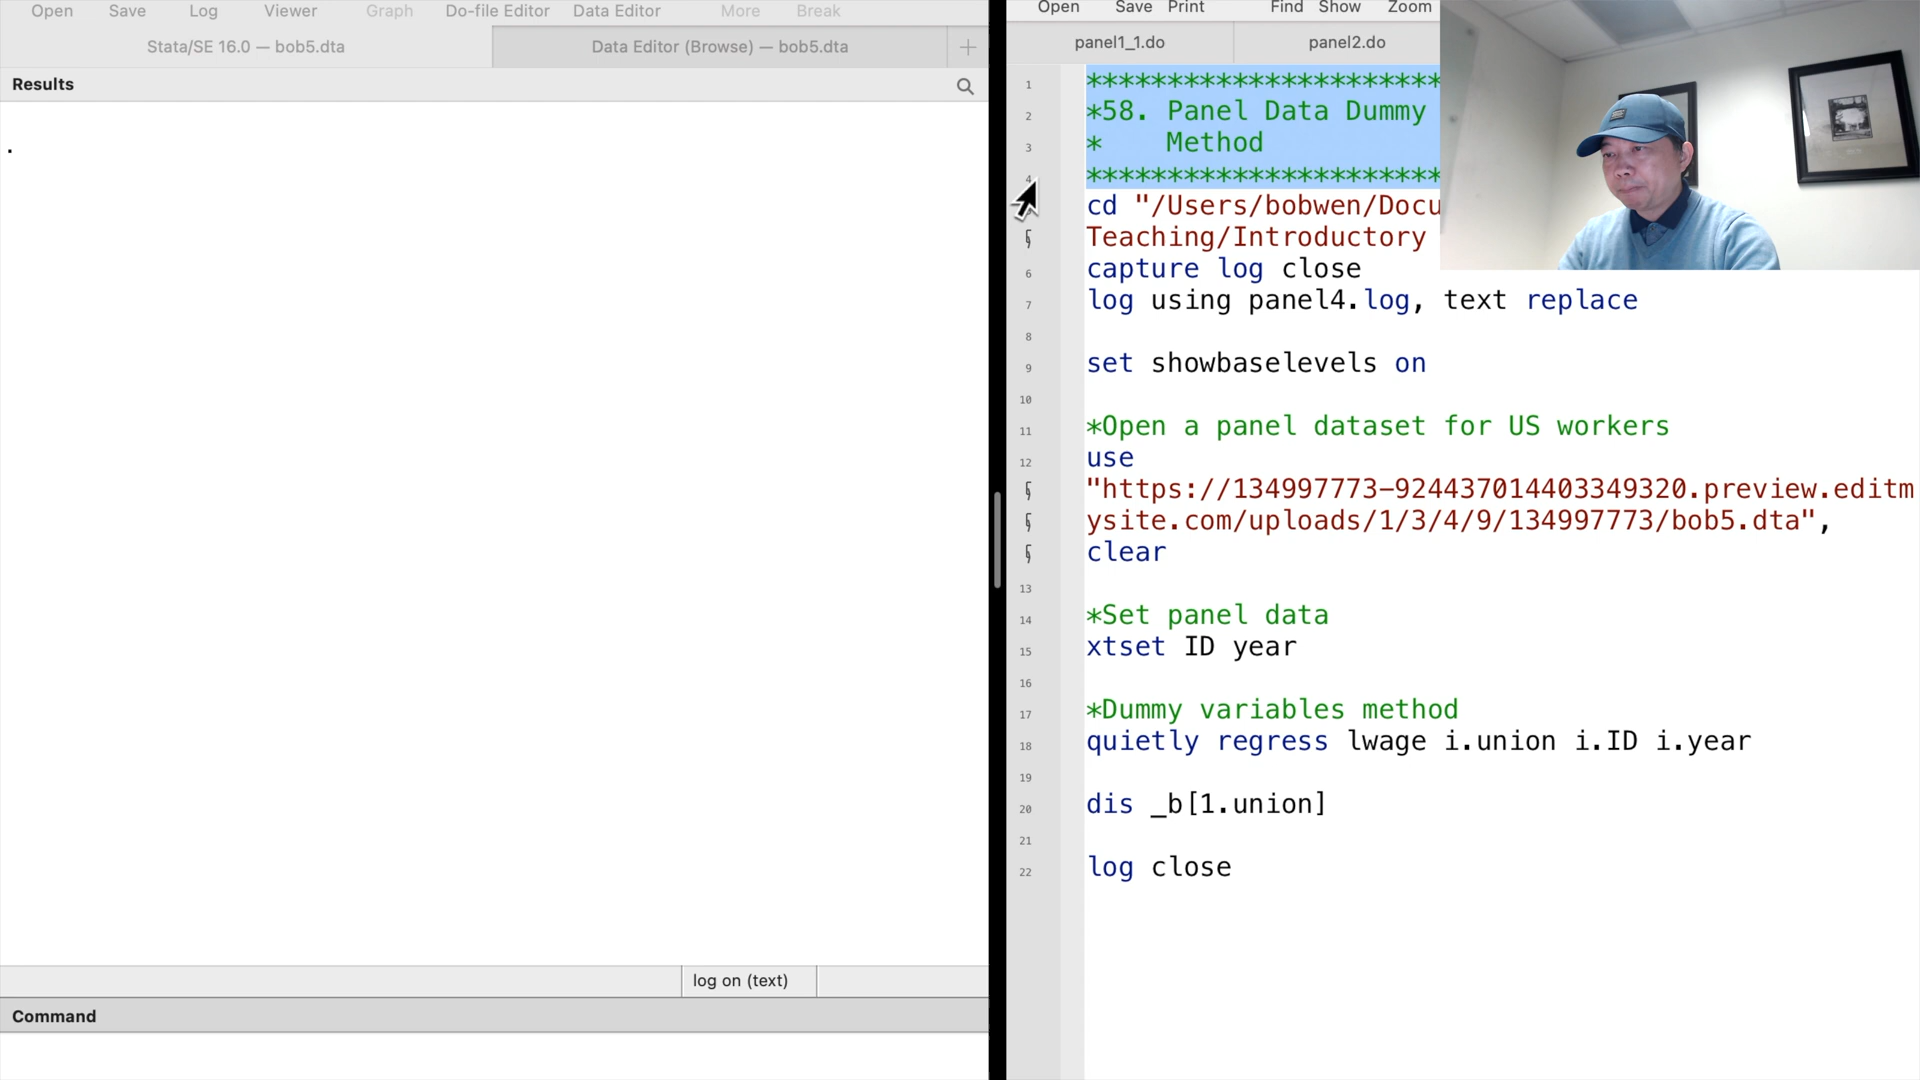 Open Save Log Viewer Graph Do-file Editor Data Editor More Break
Stata/SE 16.0 — bob5.dta
Data Editor (Browse) — bob5.dta
+
Results
.
log on (text)
Command
Open Save Print Find Show Zoom
panel1_1.do
panel2.do
1 **********************
2 *58. Panel Data Dummy
3 *    Method
4 **********************
cd "/Users/bobwen/Docu
Teaching/Introductory
6 capture log close
7 log using panel4.log, text replace
8
9 set showbaselevels on
10
11 *Open a panel dataset for US workers
12 use
"https://134997773-924437014403349320.preview.editm
ysite.com/uploads/1/3/4/9/134997773/bob5.dta",
clear
13
14 *Set panel data
15 xtset ID year
16
17 *Dummy variables method
18 quietly regress lwage i.union i.ID i.year
19
20 dis _b[1.union]
21
22 log close